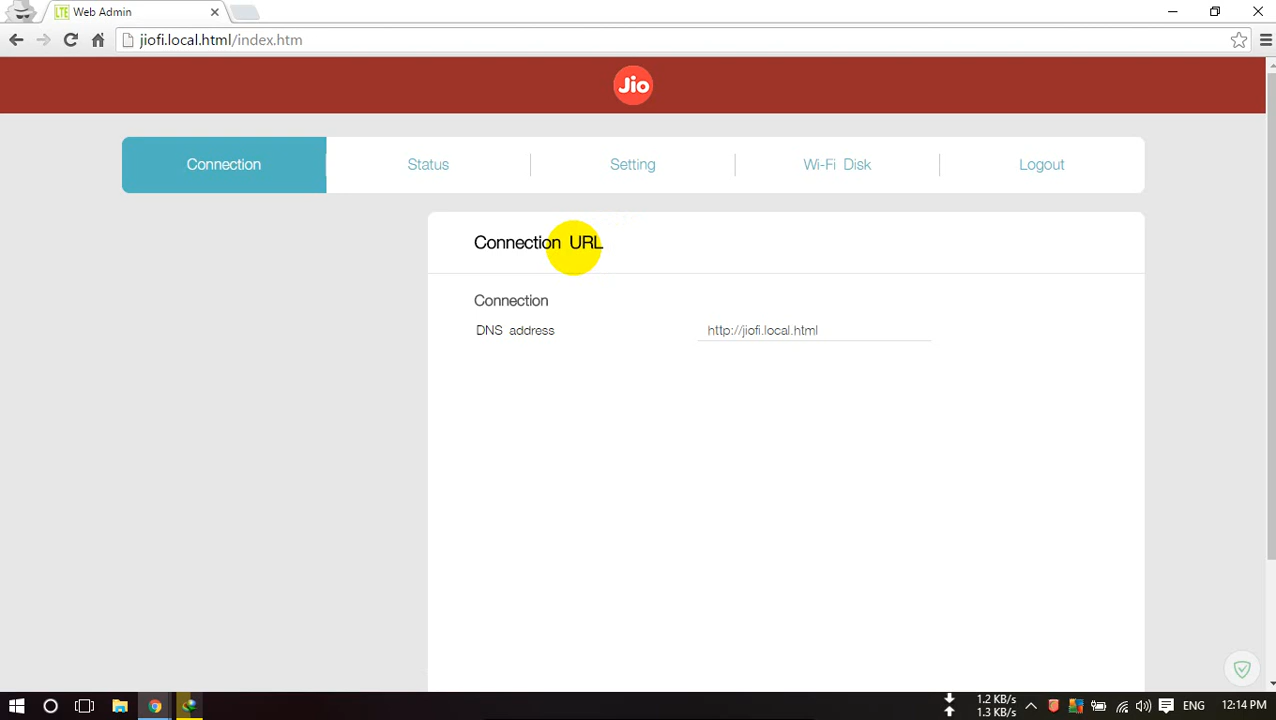 LTE Web Admin
jiofi.local.html/index.htm
Jio
Connection Status Setting Wi-Fi Disk Logout
Connection URL
Connection
DNS address http://jiofi.local.html
1.2 KB/s
1.3 KB/s
ENG 12:14 PM